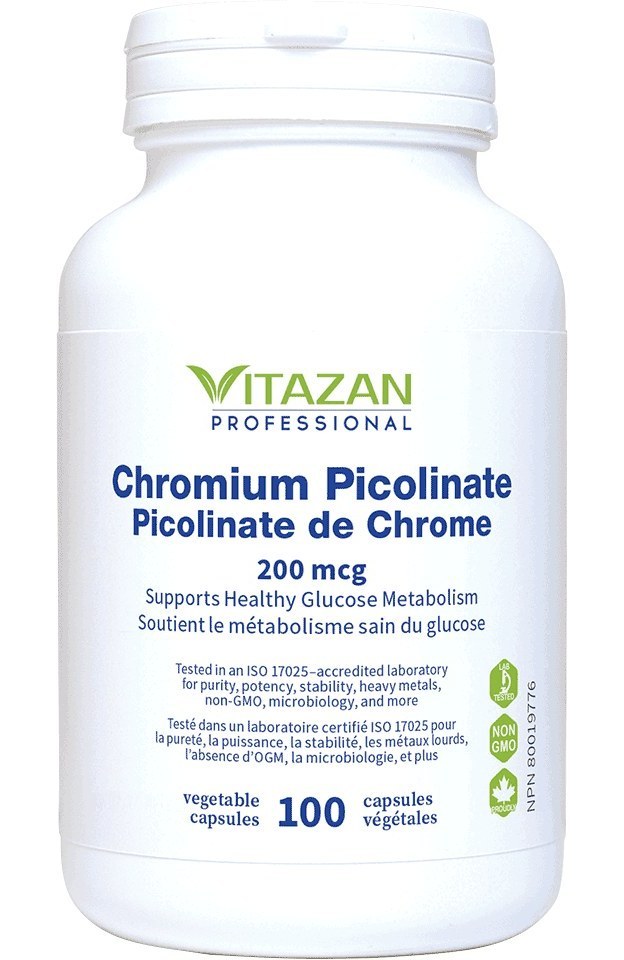 VITAZAN
PROFESSIONAL
Chromium Picolinate
Picolinate de Chrome
200 mcg
Supports Healthy Glucose Metabolism
Soutient le métabolisme sain du glucose
Tested in an ISO 17025–accredited laboratory
for purity, potency, stability, heavy metals,
non-GMO, microbiology, and more
Testé dans un laboratoire certifié ISO 17025 pour
la pureté, la puissance, la stabilité, les métaux lourds,
l'absence d'OGM, la microbiologie, et plus
vegetable
capsules
100
capsules
végétales
LAB
TESTED
NON
GMO
PROUDLY
NPN 80019776